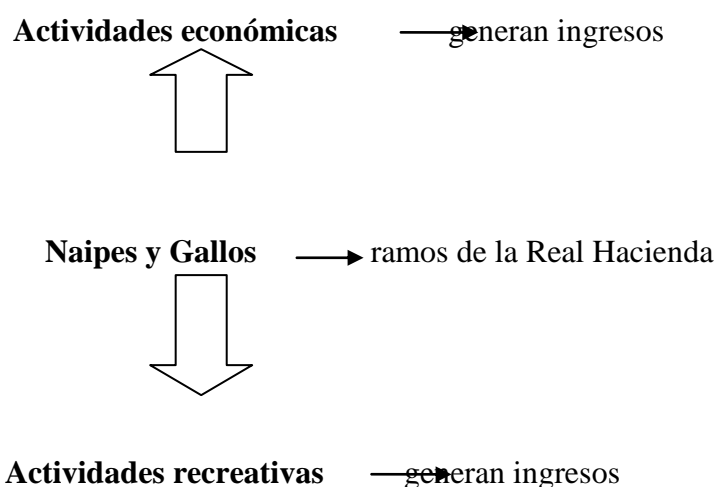 Actividades económicas generan ingresos
Naipes y Gallos ramos de la Real Hacienda
Actividades recreativas generan ingresos